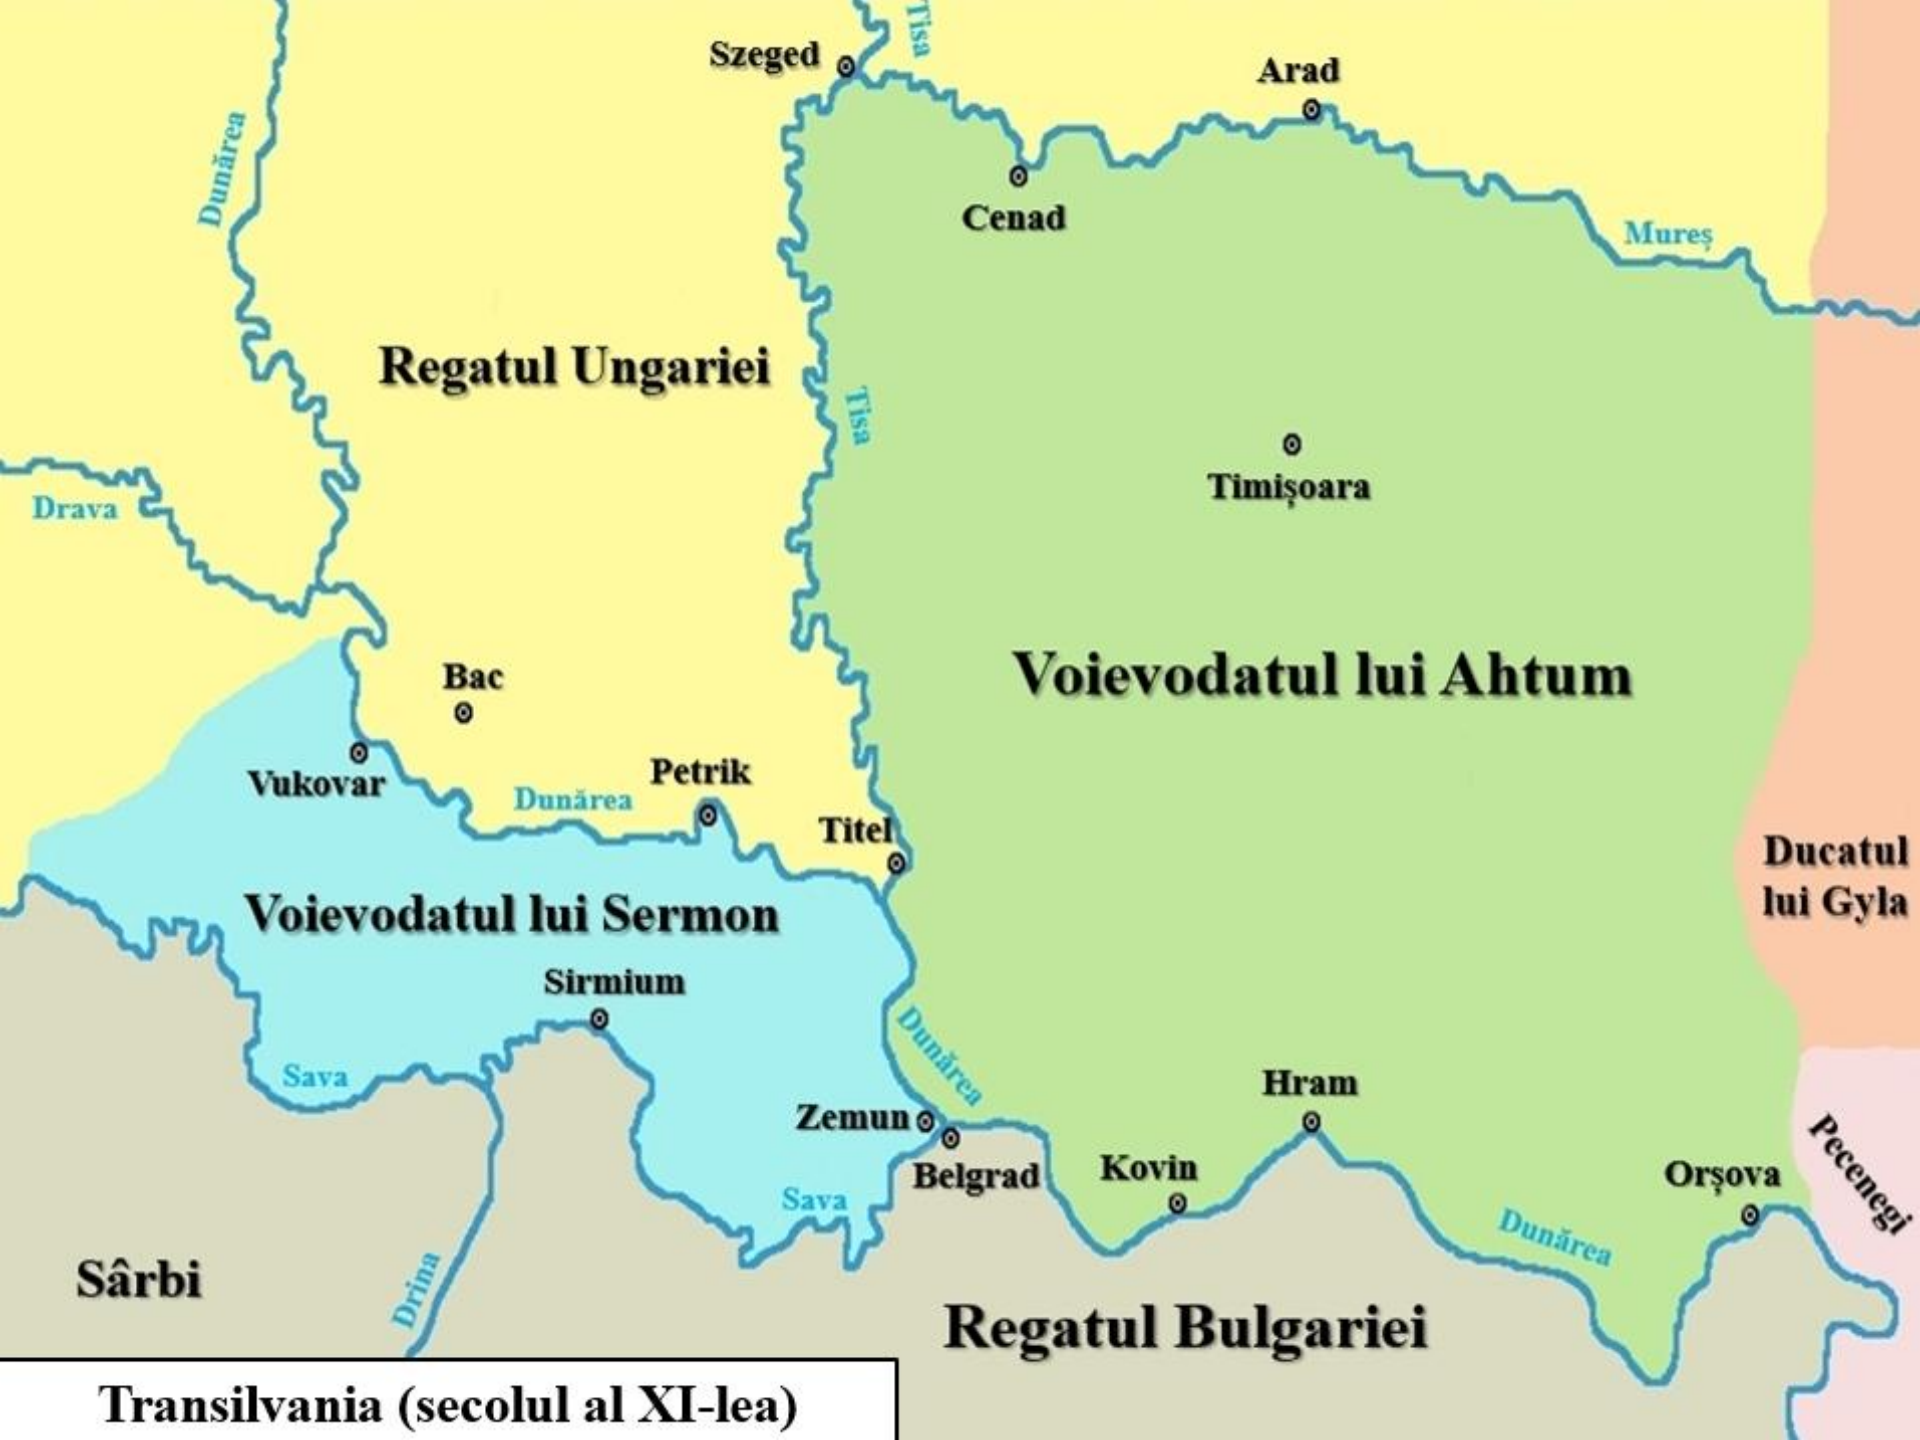 Tisa
Szeged
Arad
Dunărea
Cenad
Mureș
Regatul Ungariei
Tisa
Timișoara
Drava
Voievodatul lui Ahtum
Bac
Vukovar
Petrik
Dunărea
Titel
Ducatul
lui Gyla
Voievodatul lui Sermon
Sirmium
Dunărea
Sava
Hram
Zemun
Belgrad
Kovin
Orșova
Pecenegi
Sava
Dunărea
Sârbi
Drina
Regatul Bulgariei
Transilvania (secolul al XI-lea)